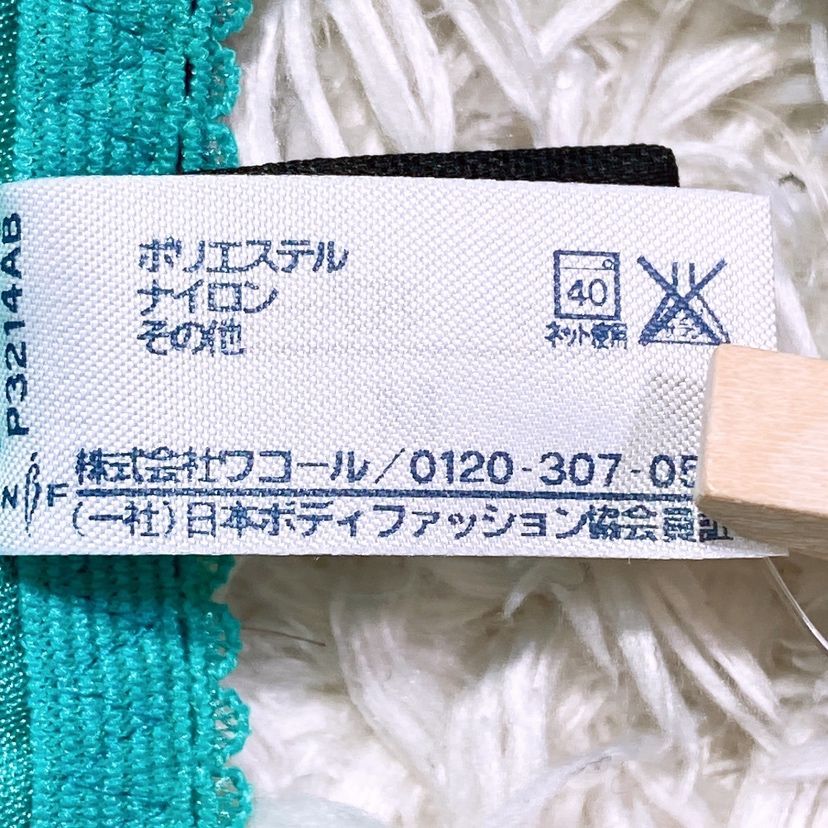 ポリエステル
ナイロン
その他
40
ネット使用
P3214AB
株式会社ワコール/0120-307-05
(一社)日本ボディファッション協会員証